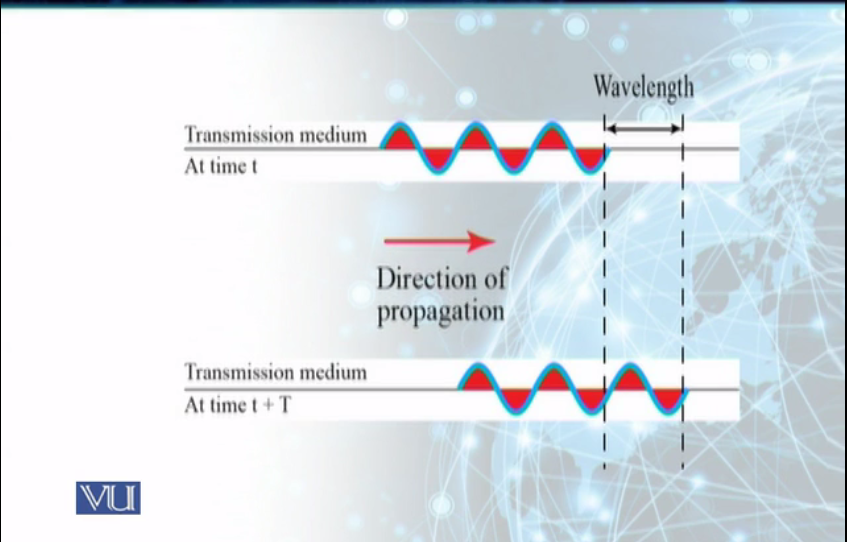 Wavelength
Transmission medium
At time t
Direction of
propagation
Transmission medium
At time t + T
VU